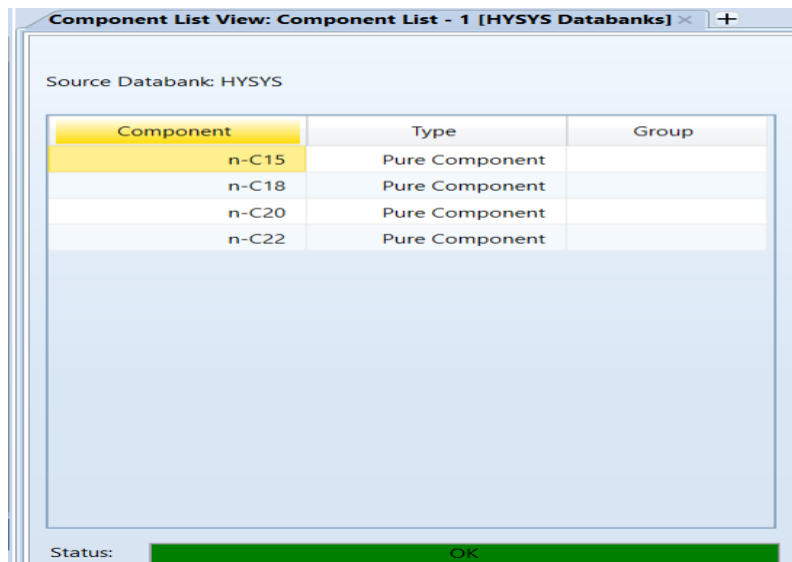 Component List View: Component List - 1 [HYSYS Databanks] × +
Source Databank: HYSYS
Component Type Group
n-C15 Pure Component
n-C18 Pure Component
n-C20 Pure Component
n-C22 Pure Component
Status: OK